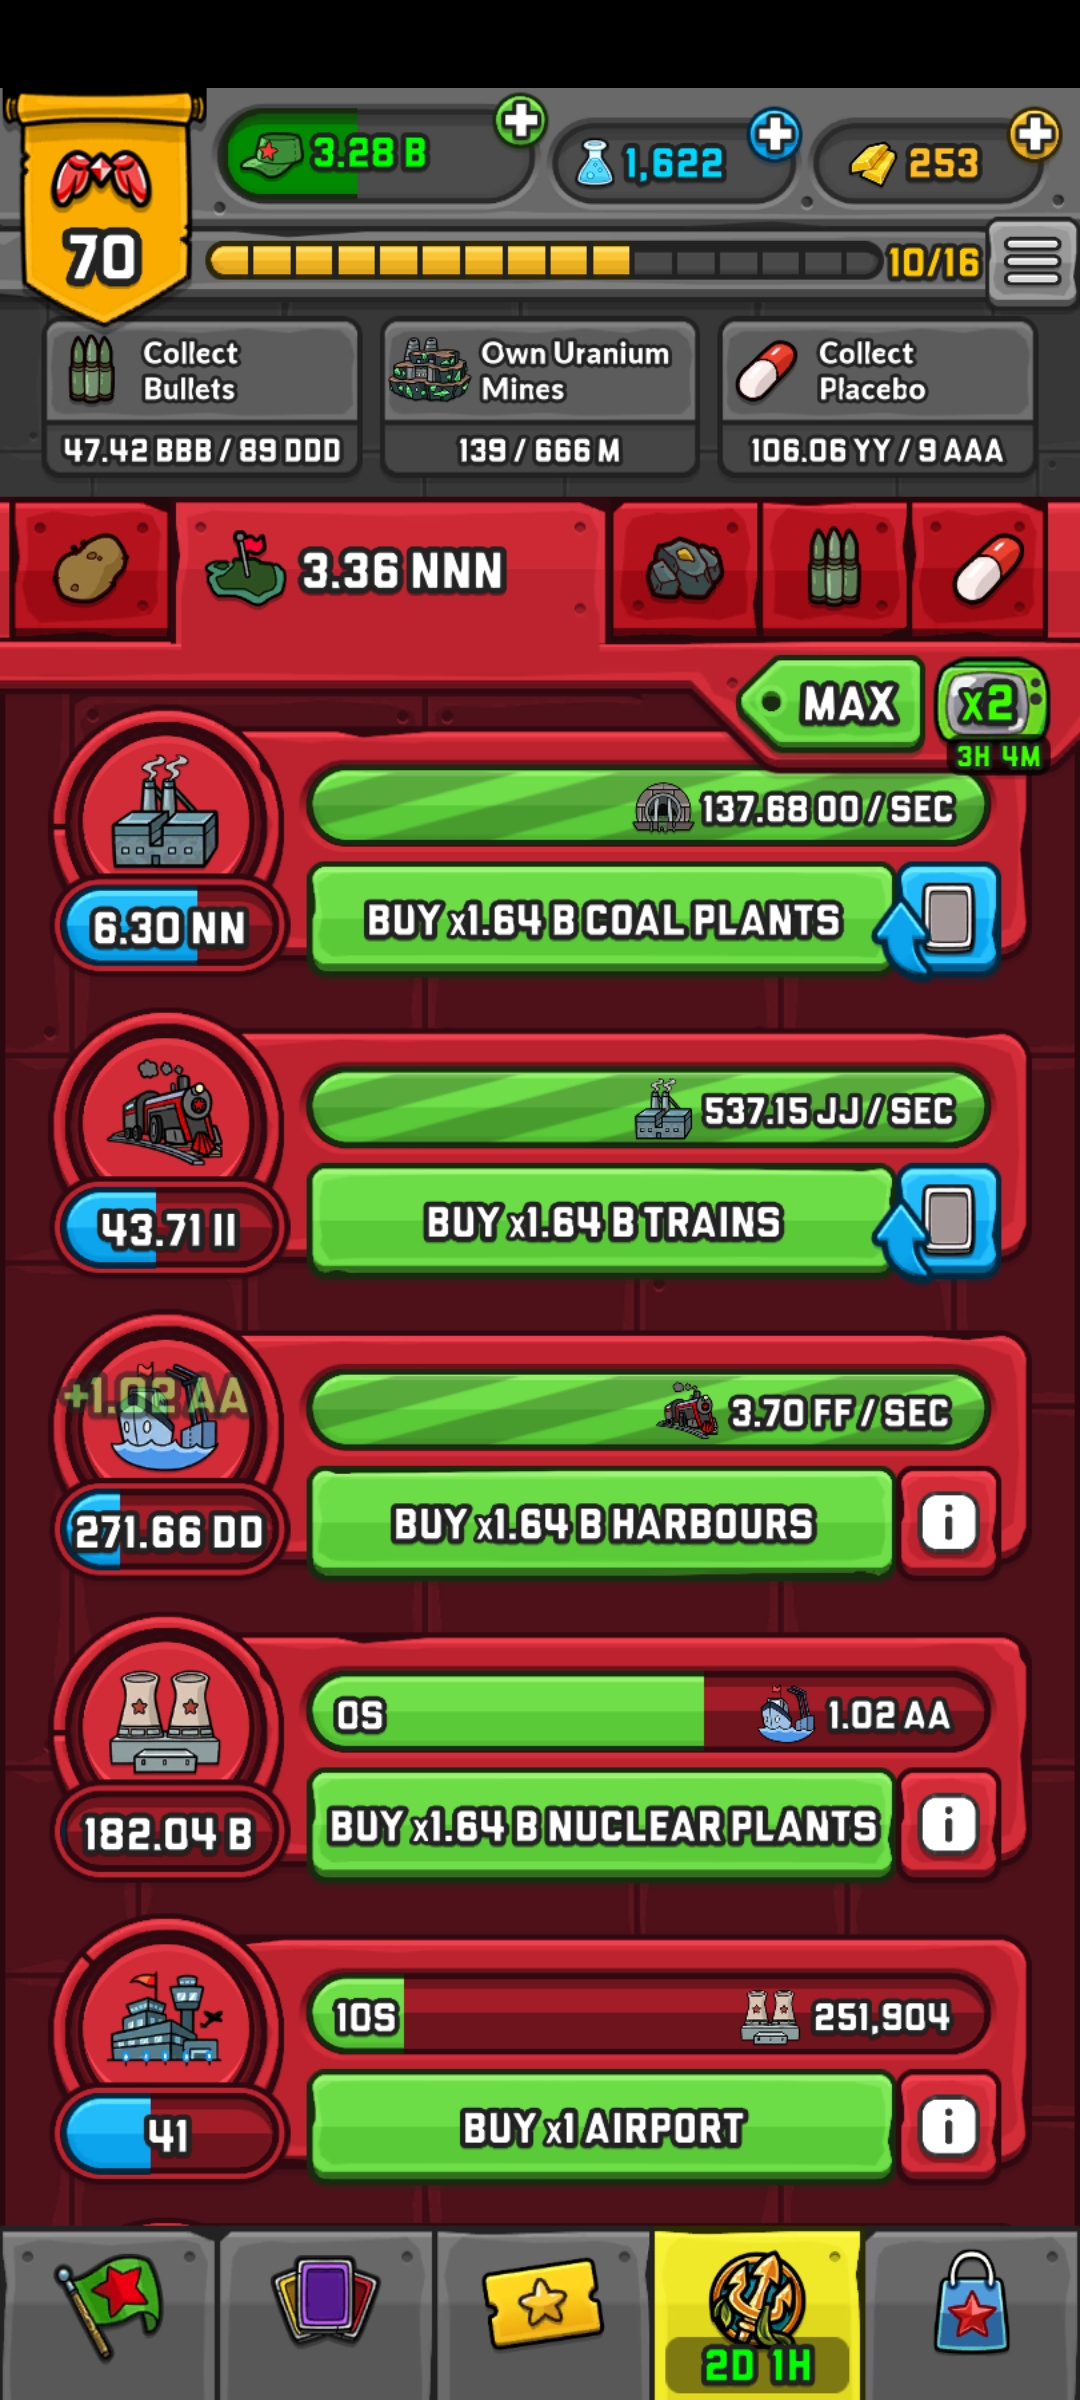 70
3.28 B
1,622
253
10/16
Collect
Bullets
47.42 BBB / 89 DDD
Own Uranium
Mines
139 / 666 M
Collect
Placebo
106.06 YY / 9 AAA
3.36 NNN
MAX
x2
3H 4M
137.68 OO / SEC
6.30 NN
BUY x1.64 B COAL PLANTS
537.15 JJ / SEC
43.71 II
BUY x1.64 B TRAINS
+1.02 AA
3.70 FF / SEC
271.66 DD
BUY x1.64 B HARBOURS
i
0S
1.02 AA
182.04 B
BUY x1.64 B NUCLEAR PLANTS
i
10S
251,904
41
BUY x1 AIRPORT
i
2D 1H